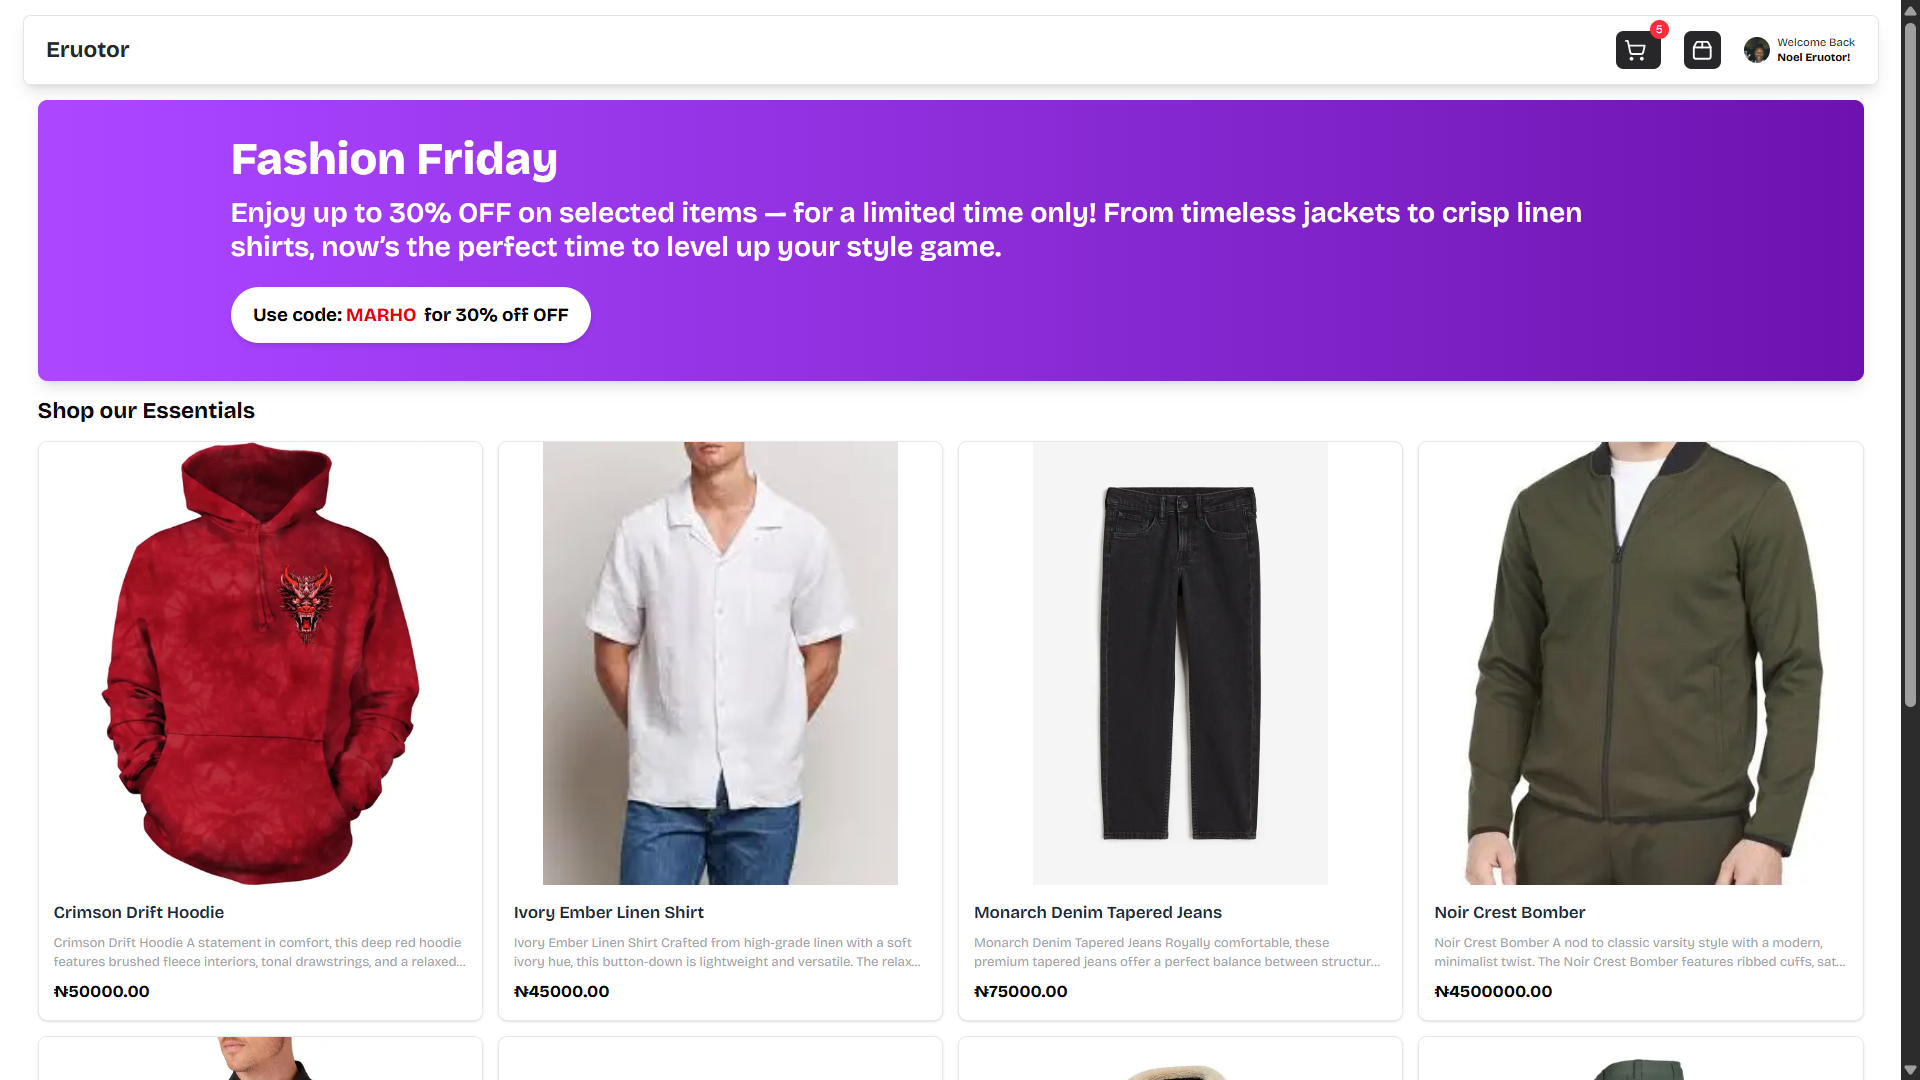 Eruotor
5
Welcome Back
Noel Eruotor!
Fashion Friday
Enjoy up to 30% OFF on selected items — for a limited time only! From timeless jackets to crisp linen
shirts, now’s the perfect time to level up your style game.
Use code: MARHO for 30% off OFF
Shop our Essentials
Crimson Drift Hoodie
Crimson Drift Hoodie A statement in comfort, this deep red hoodie
features brushed fleece interiors, tonal drawstrings, and a relaxed...
₦50000.00
Ivory Ember Linen Shirt
Ivory Ember Linen Shirt Crafted from high-grade linen with a soft
ivory hue, this button-down is lightweight and versatile. The relax...
₦45000.00
Monarch Denim Tapered Jeans
Monarch Denim Tapered Jeans Royally comfortable, these
premium tapered jeans offer a perfect balance between structur...
₦75000.00
Noir Crest Bomber
Noir Crest Bomber A nod to classic varsity style with a modern,
minimalist twist. The Noir Crest Bomber features ribbed cuffs, sat...
₦4500000.00